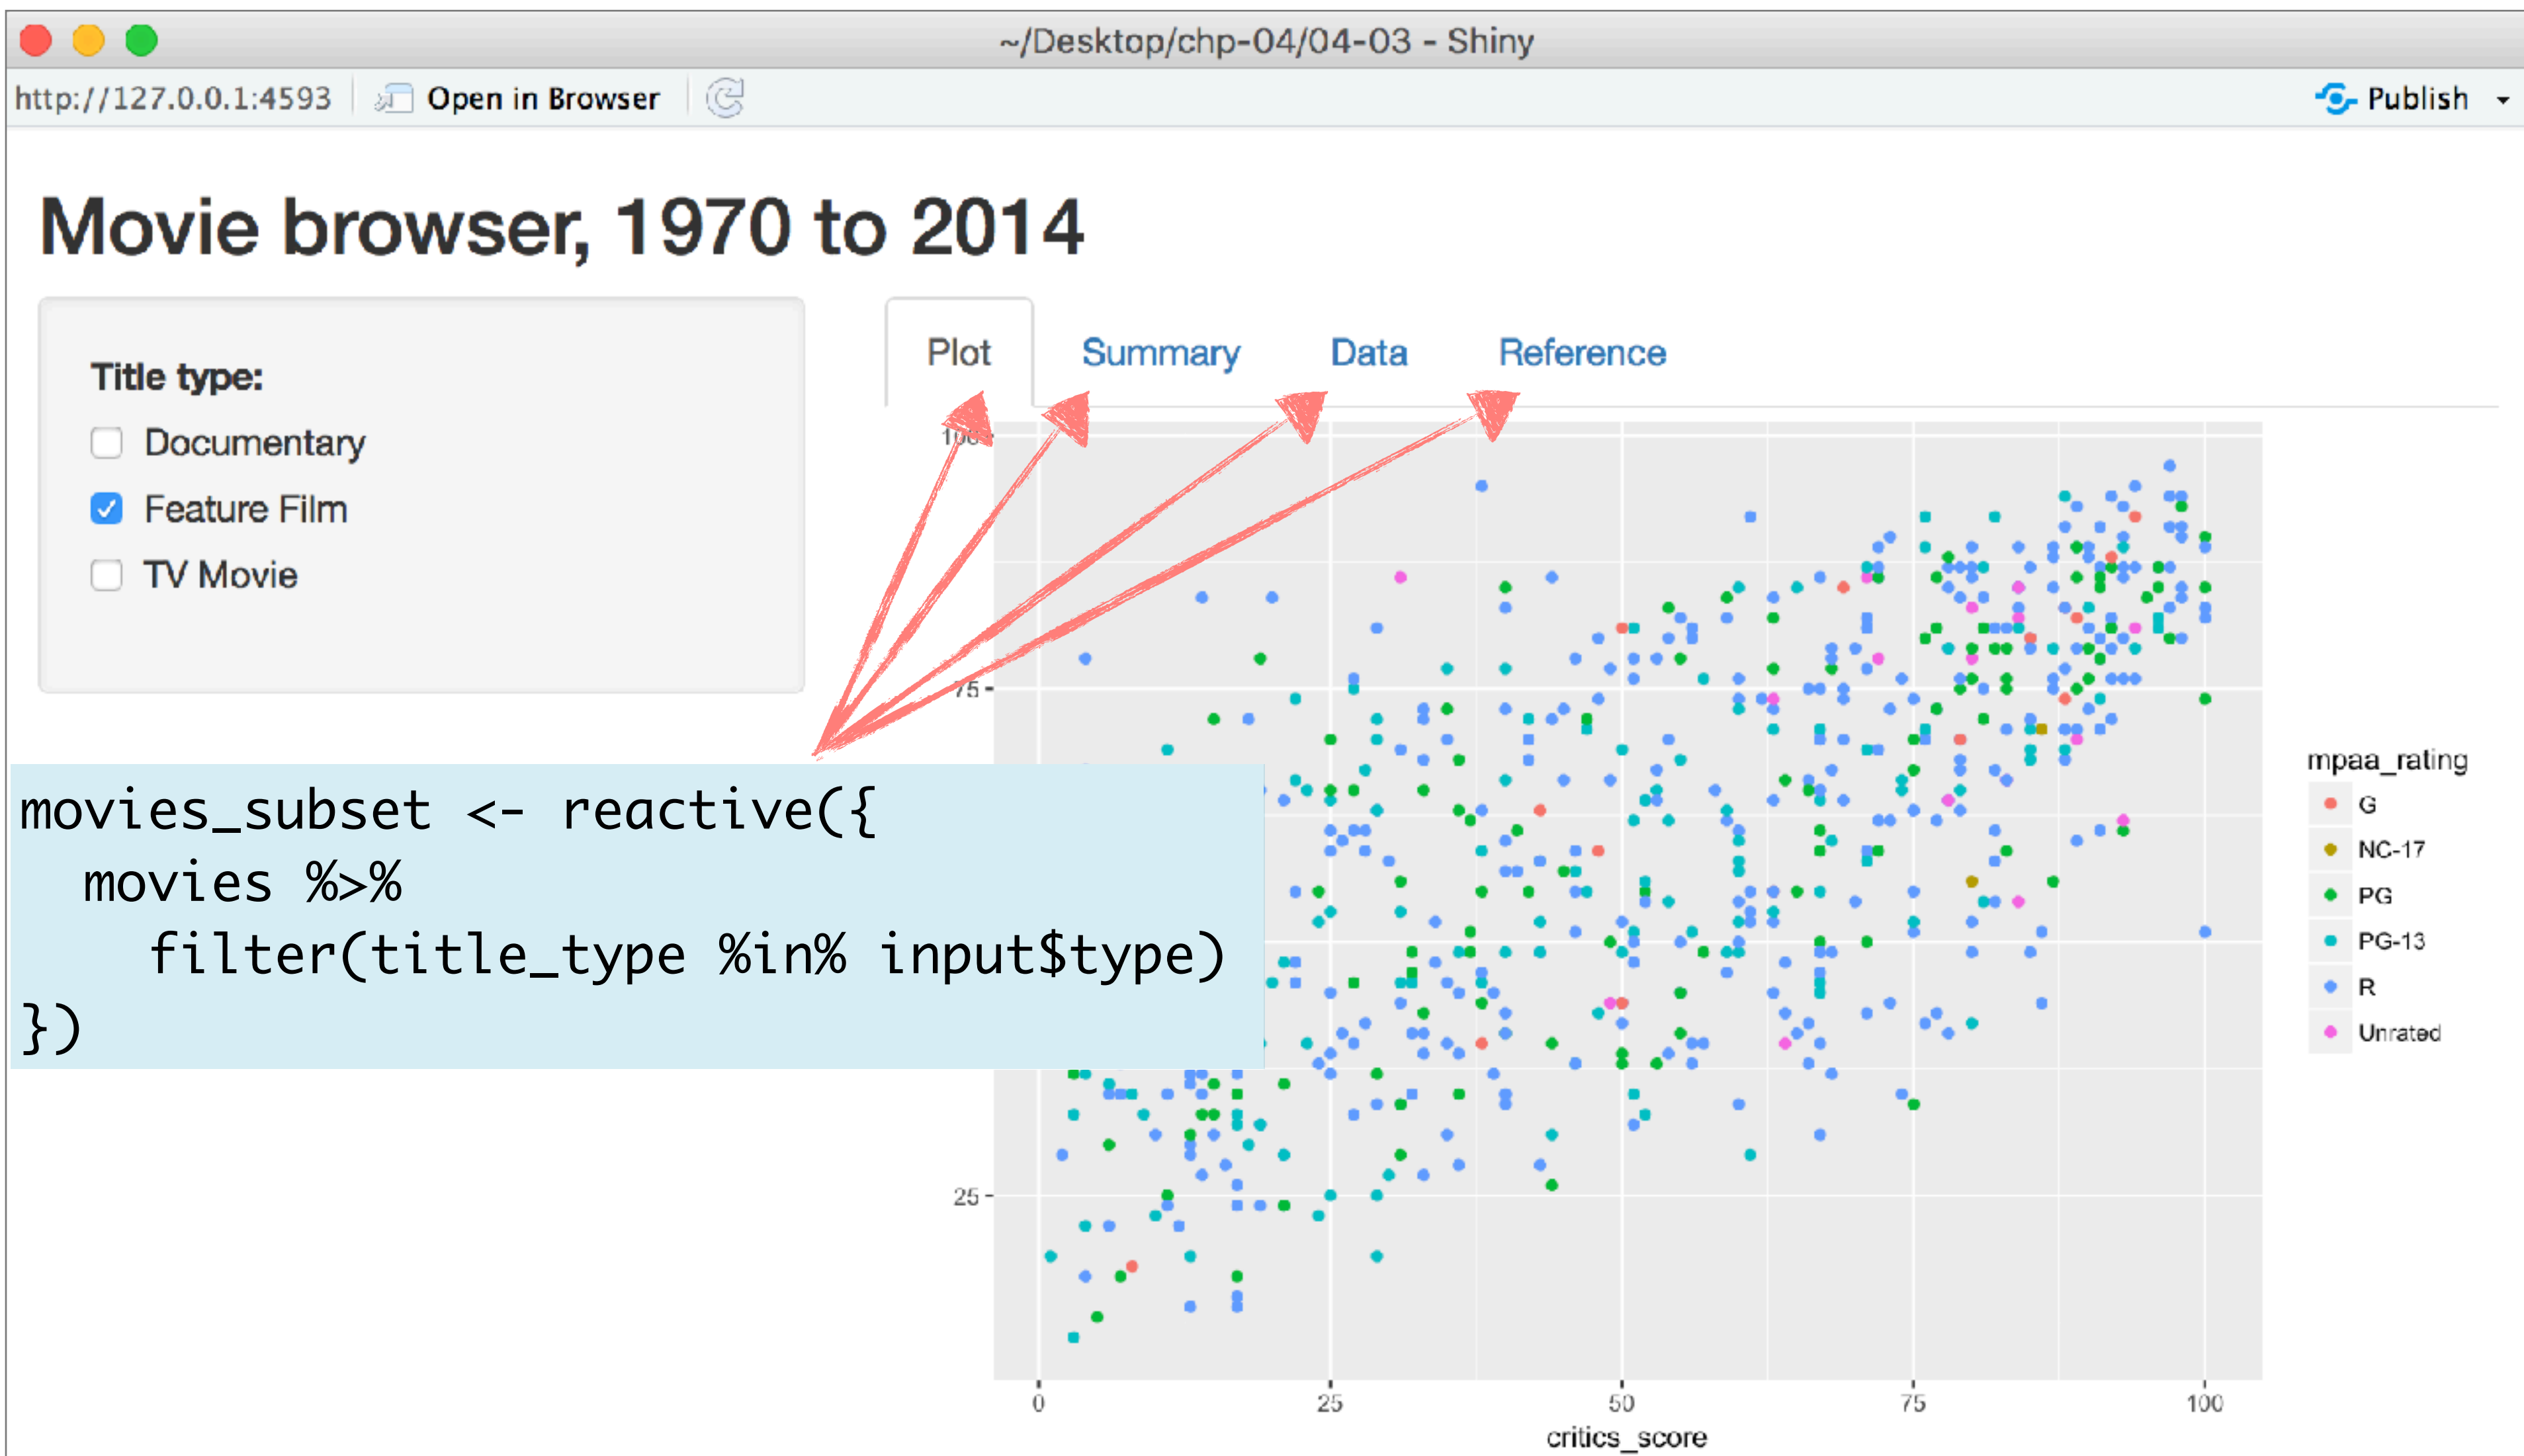 ~/Desktop/chp-04/04-03 - Shiny
http://127.0.0.1:4593 Open in Browser Publish
Movie browser, 1970 to 2014
Title type:
Documentary
Feature Film
TV Movie
Plot Summary Data Reference
100
75
movies_subset <- reactive({
movies %>%
filter(title_type %in% input$type)
})
25
0 25 50 75 100
critics_score
mpaa_rating
G
NC-17
PG
PG-13
R
Unrated